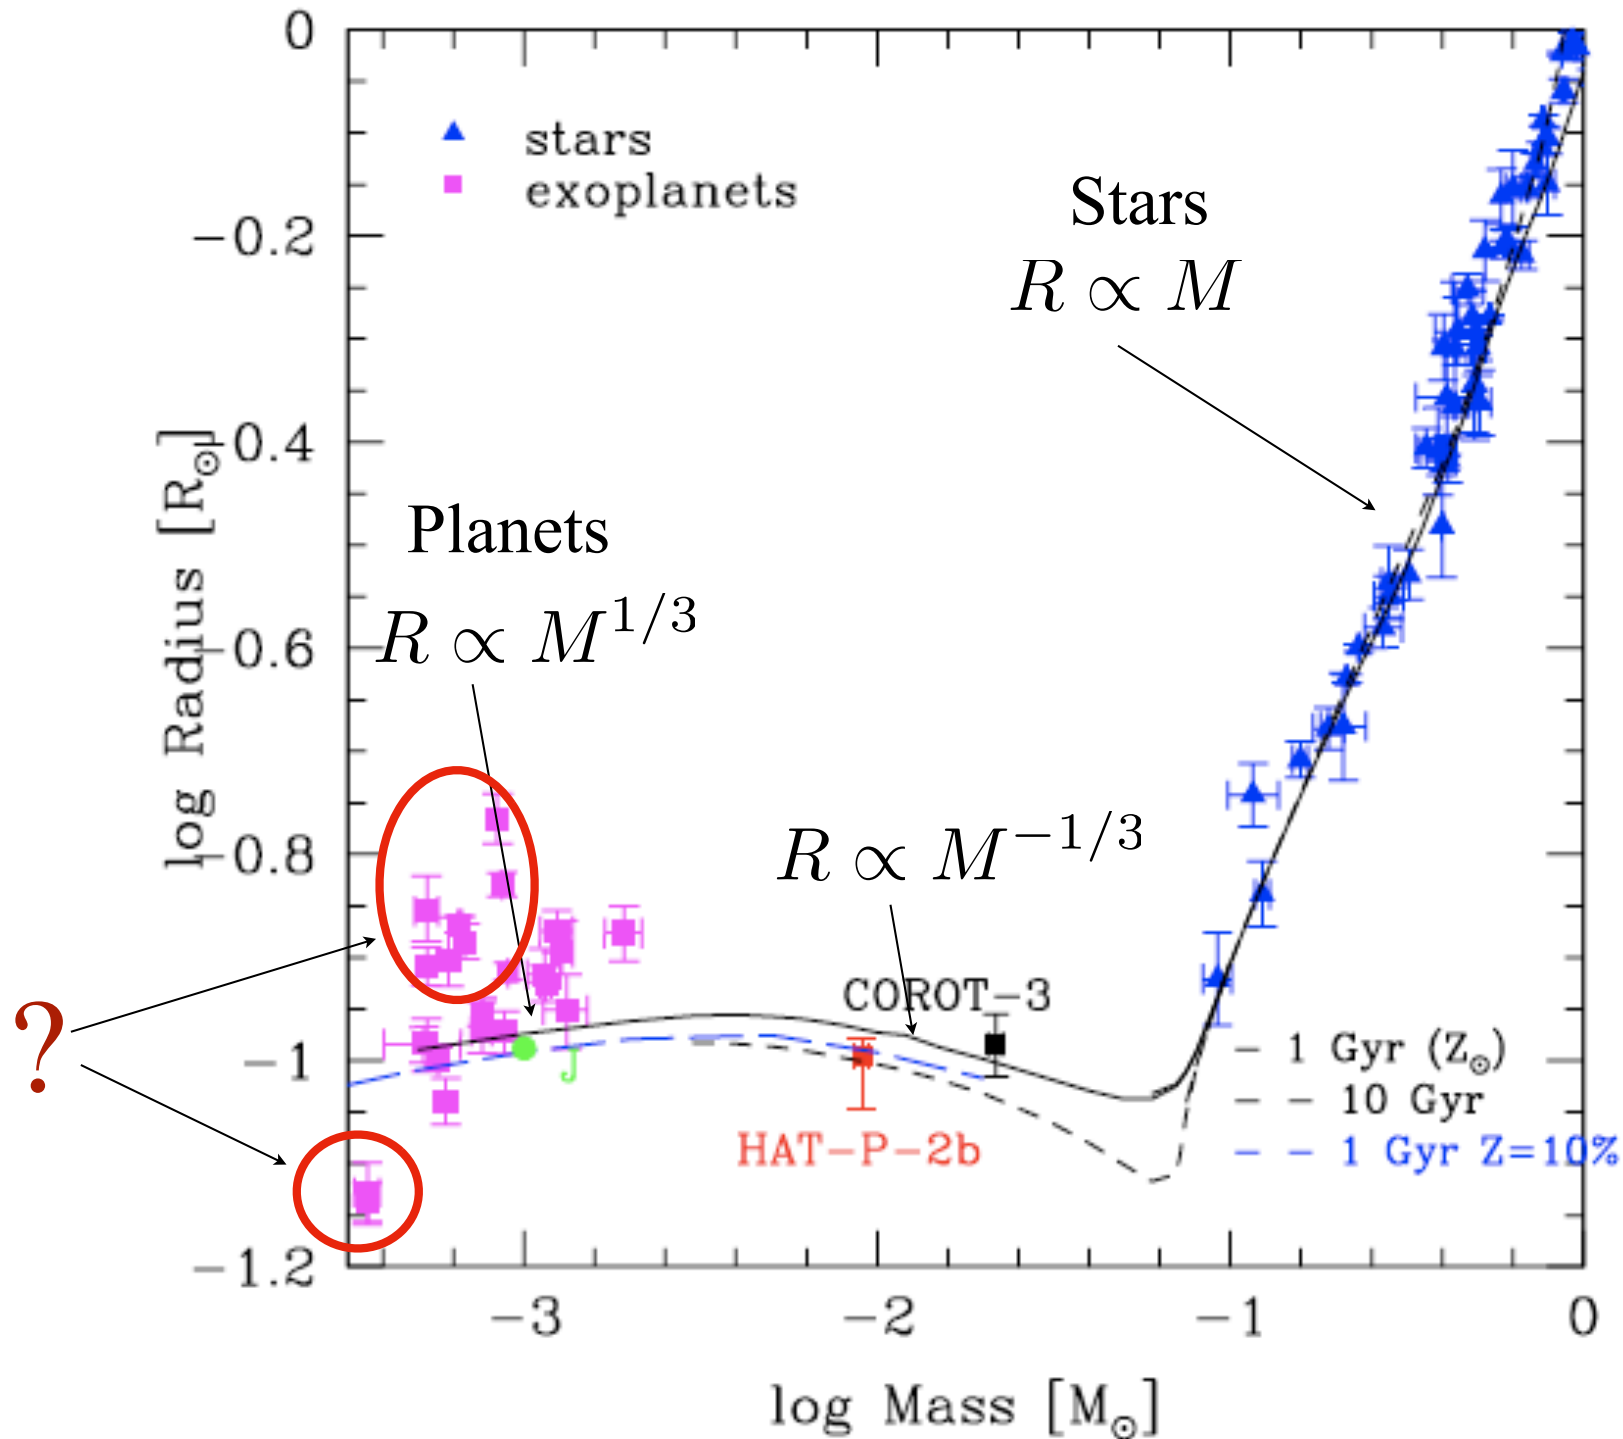 0
-0.2
-0.4
-0.6
-0.8
-1
-1.2
log Radius [R⊙]
stars
exoplanets
Stars
R ∝ M
Planets
R ∝ M^{1/3}
R ∝ M^{-1/3}
?
COROT-3
J
HAT-P-2b
— 1 Gyr (Z⊙)
— — 10 Gyr
— — 1 Gyr Z=10%
-3 -2 -1 0
log Mass [M⊙]